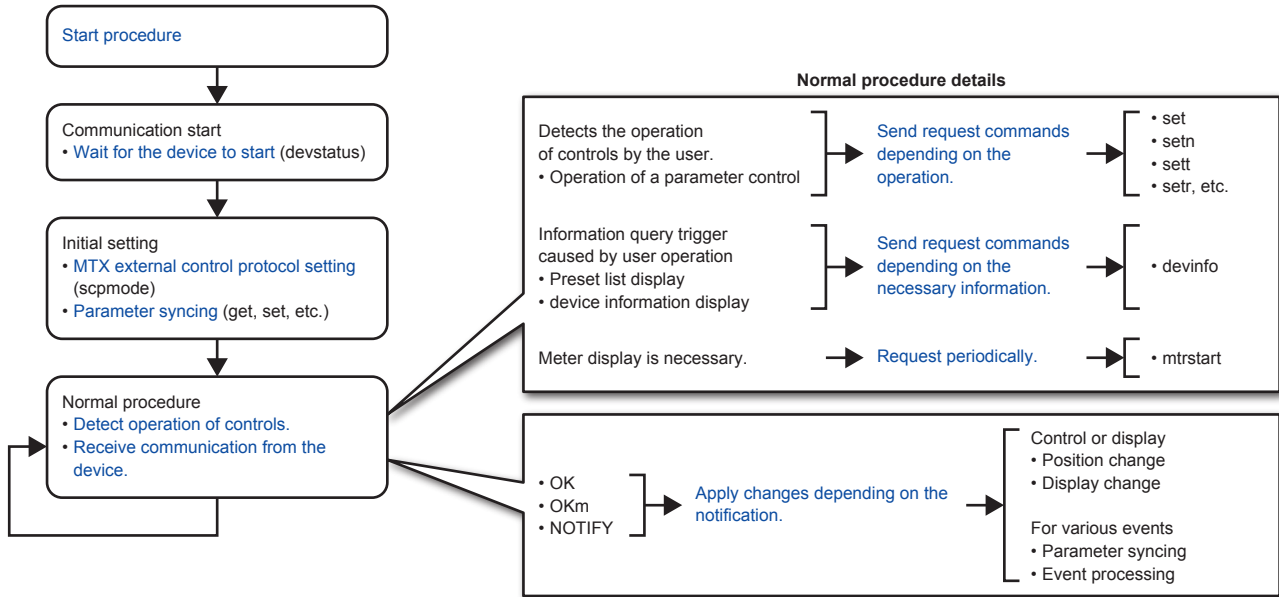 Start procedure
Communication start
• Wait for the device to start (devstatus)
Initial setting
• MTX external control protocol setting
(scpmode)
• Parameter syncing (get, set, etc.)
Normal procedure
• Detect operation of controls.
• Receive communication from the
device.
Normal procedure details
Detects the operation
of controls by the user.
• Operation of a parameter control
Send request commands
depending on the
operation.
• set
• setn
• sett
• setr, etc.
Information query trigger
caused by user operation
• Preset list display
• device information display
Send request commands
depending on the
necessary information.
• devinfo
Meter display is necessary.
Request periodically.
• mtrstart
• OK
• OKm
• NOTIFY
Apply changes depending on the
notification.
Control or display
• Position change
• Display change
For various events
• Parameter syncing
• Event processing